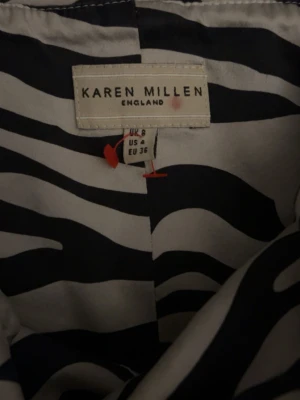 KAREN MILLEN
ENGLAND
UK 8
US 4
EU 36